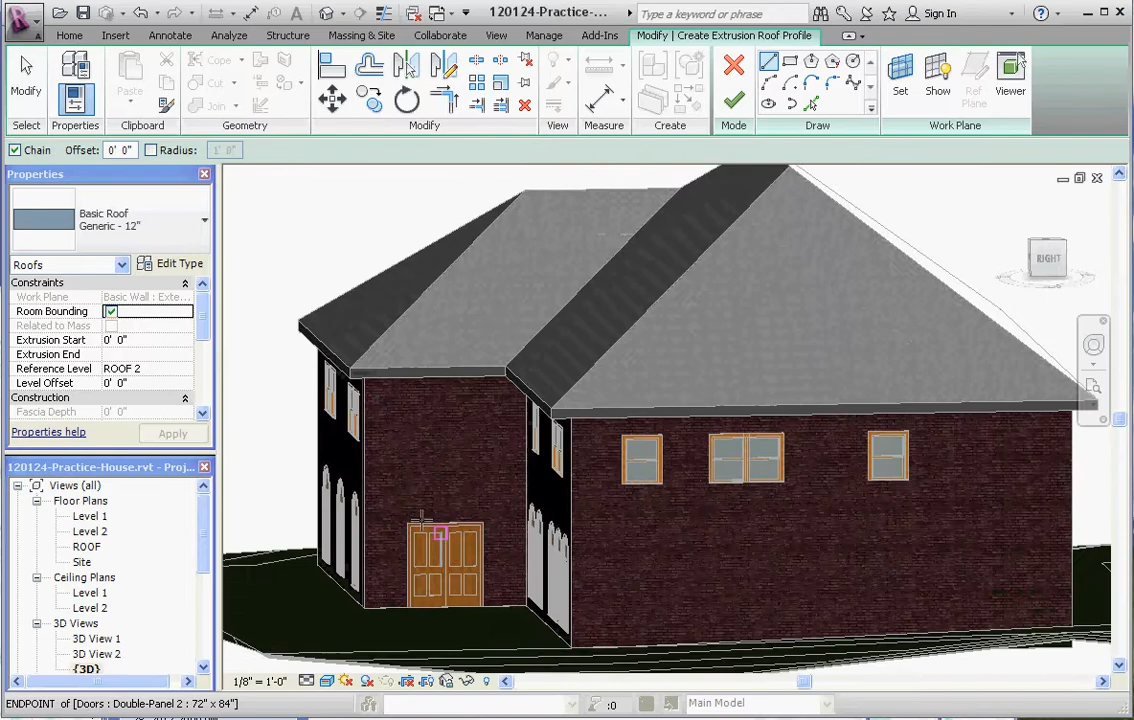 120124-Practice-...
Type a keyword or phrase
Sign In
Home Insert Annotate Analyze Structure Massing & Site Collaborate View Manage Add-Ins Modify | Create Extrusion Roof Profile
Modify
Properties
Paste
Cope
Cut
Join
Set
Show
Ref Plane
Viewer
Select Properties Clipboard Geometry Modify View Measure Create Mode Draw Work Plane
Chain Offset: 0' 0" Radius: 1' 0"
Properties
Basic Roof
Generic - 12"
Roofs Edit Type
Constraints
Work Plane Basic Wall : Exte...
Room Bounding
Related to Mass
Extrusion Start 0' 0"
Extrusion End
Reference Level ROOF 2
Level Offset 0' 0"
Construction
Fascia Depth 0' 0"
Properties help Apply
120124-Practice-House.rvt - Proj...
Views (all)
Floor Plans
Level 1
Level 2
ROOF
Site
Ceiling Plans
Level 1
Level 2
3D Views
3D View 1
3D View 2
{3D}
RIGHT
1/8" = 1'-0"
ENDPOINT of [Doors : Double-Panel 2 : 72" x 84"]
:0
Main Model